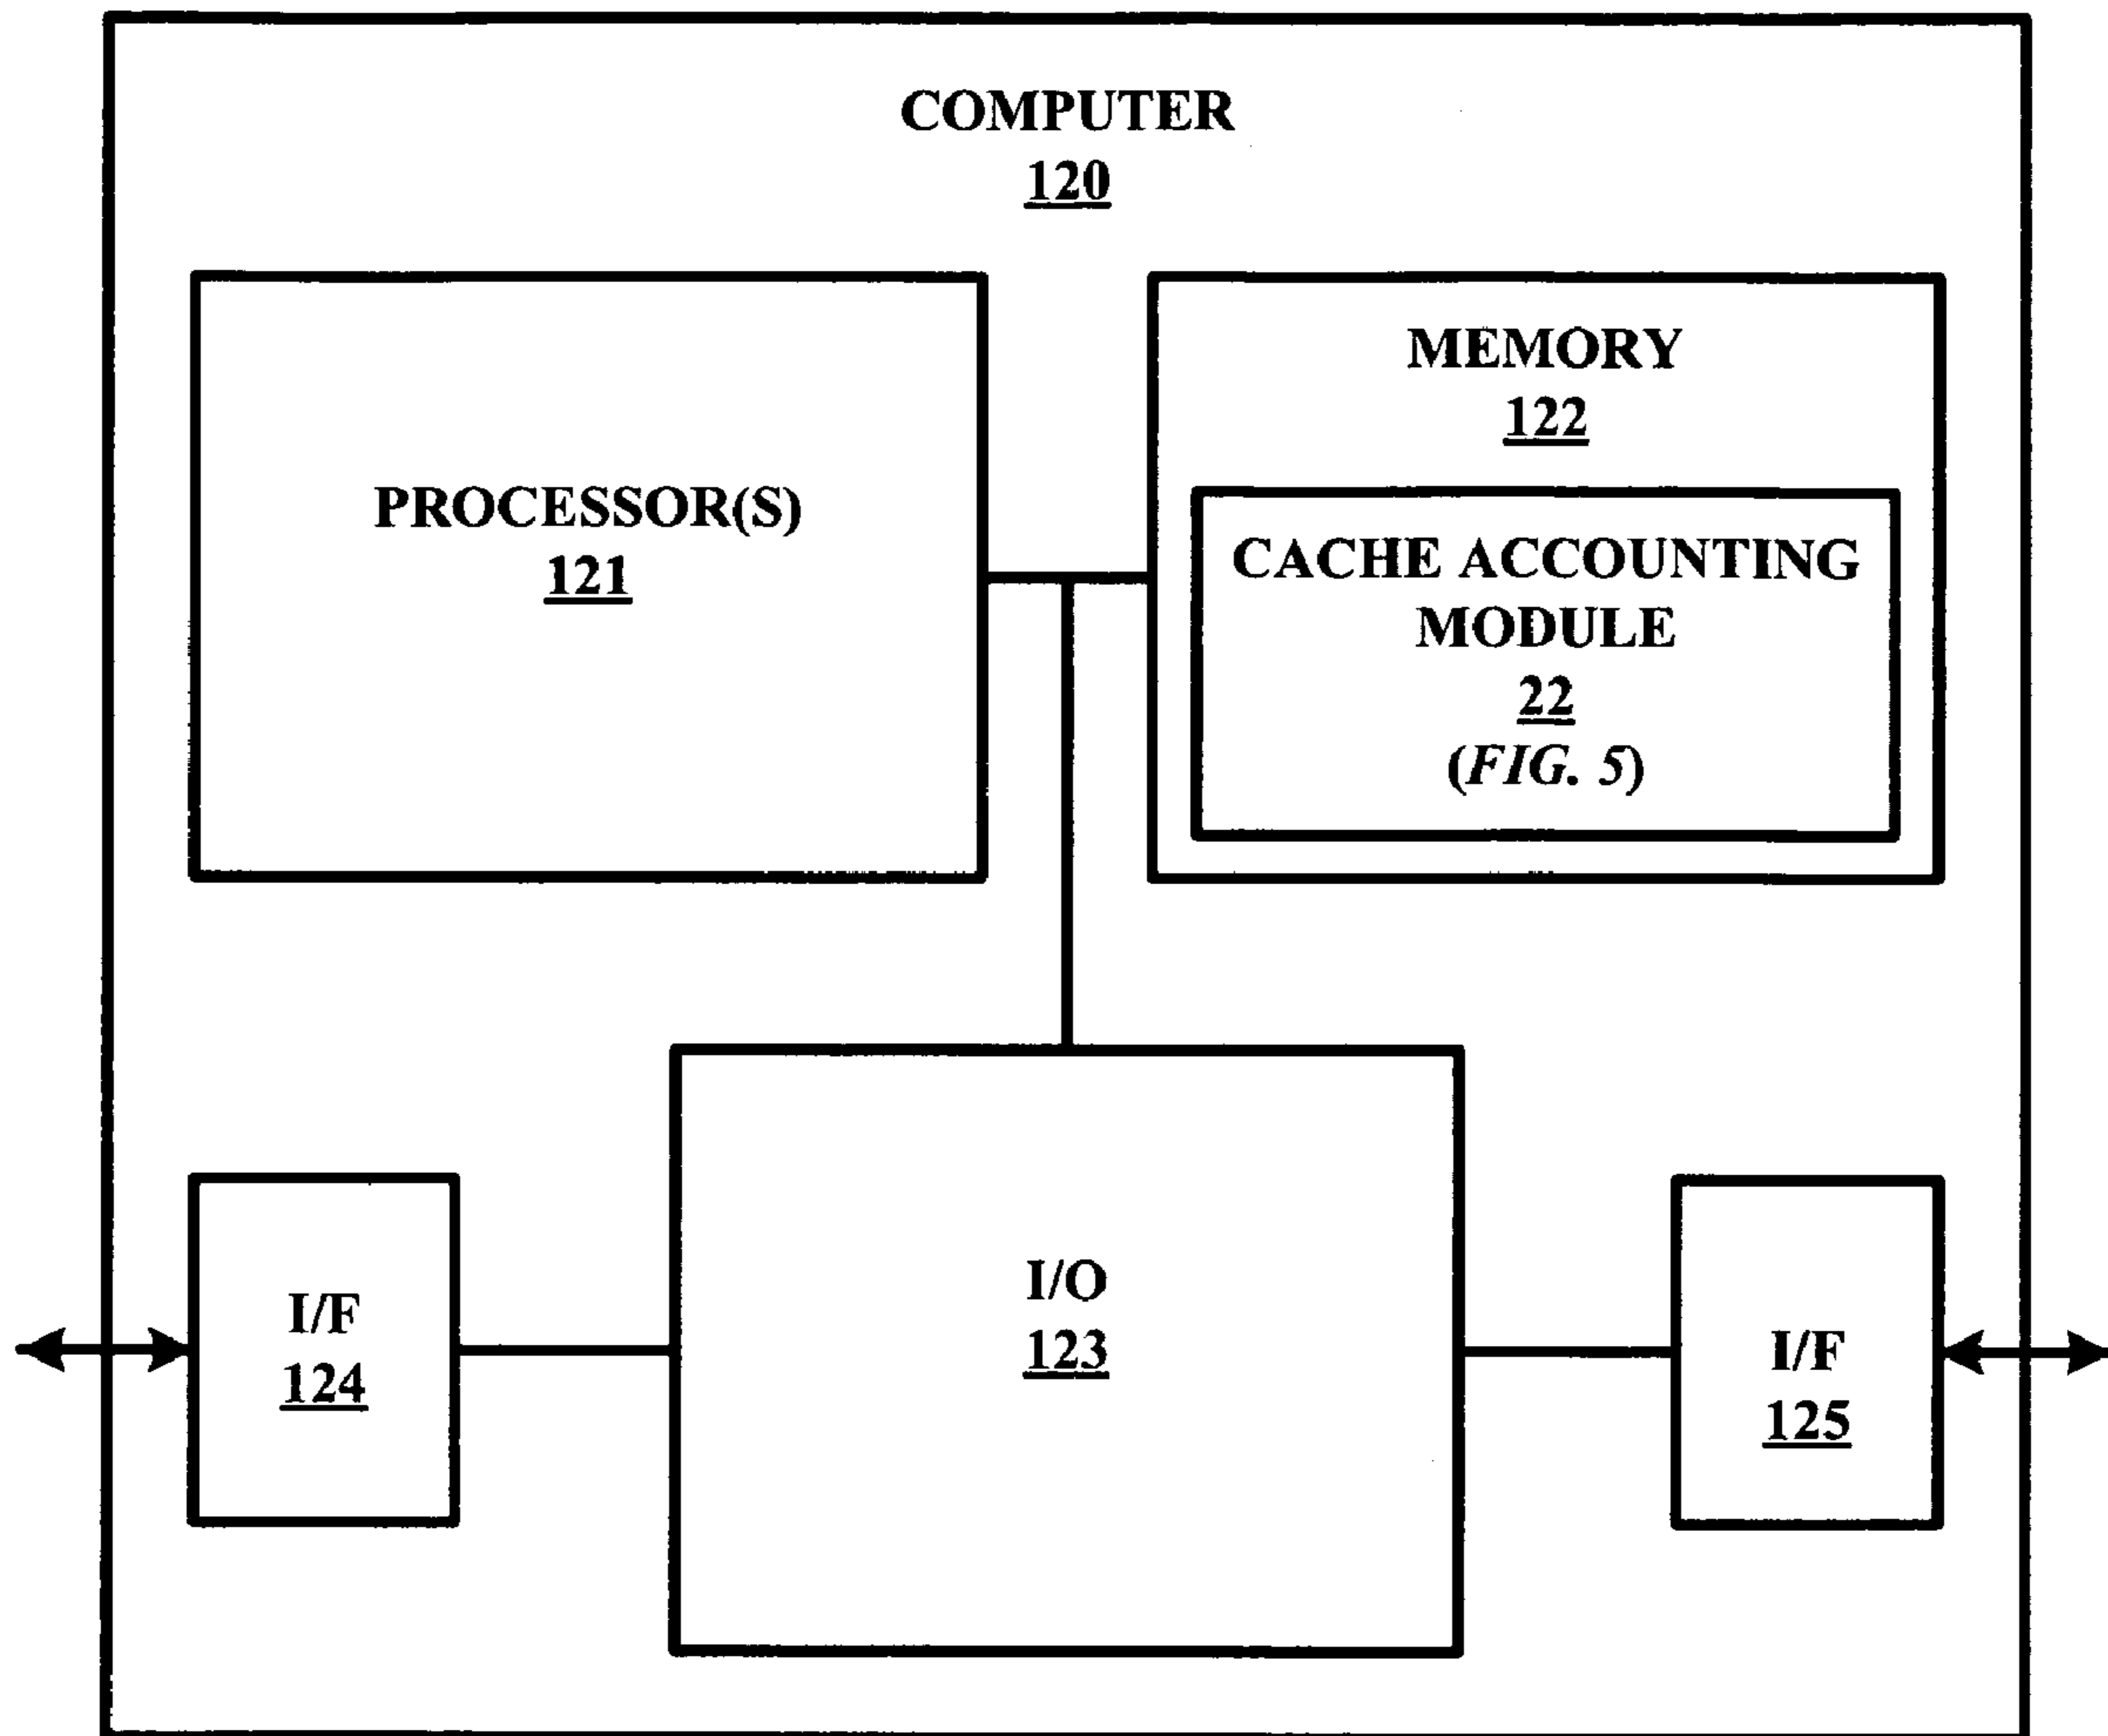 COMPUTER
120
PROCESSOR(S)
121
MEMORY
122
CACHE ACCOUNTING
MODULE
22
(FIG. 5)
I/F
124
I/O
123
I/F
125